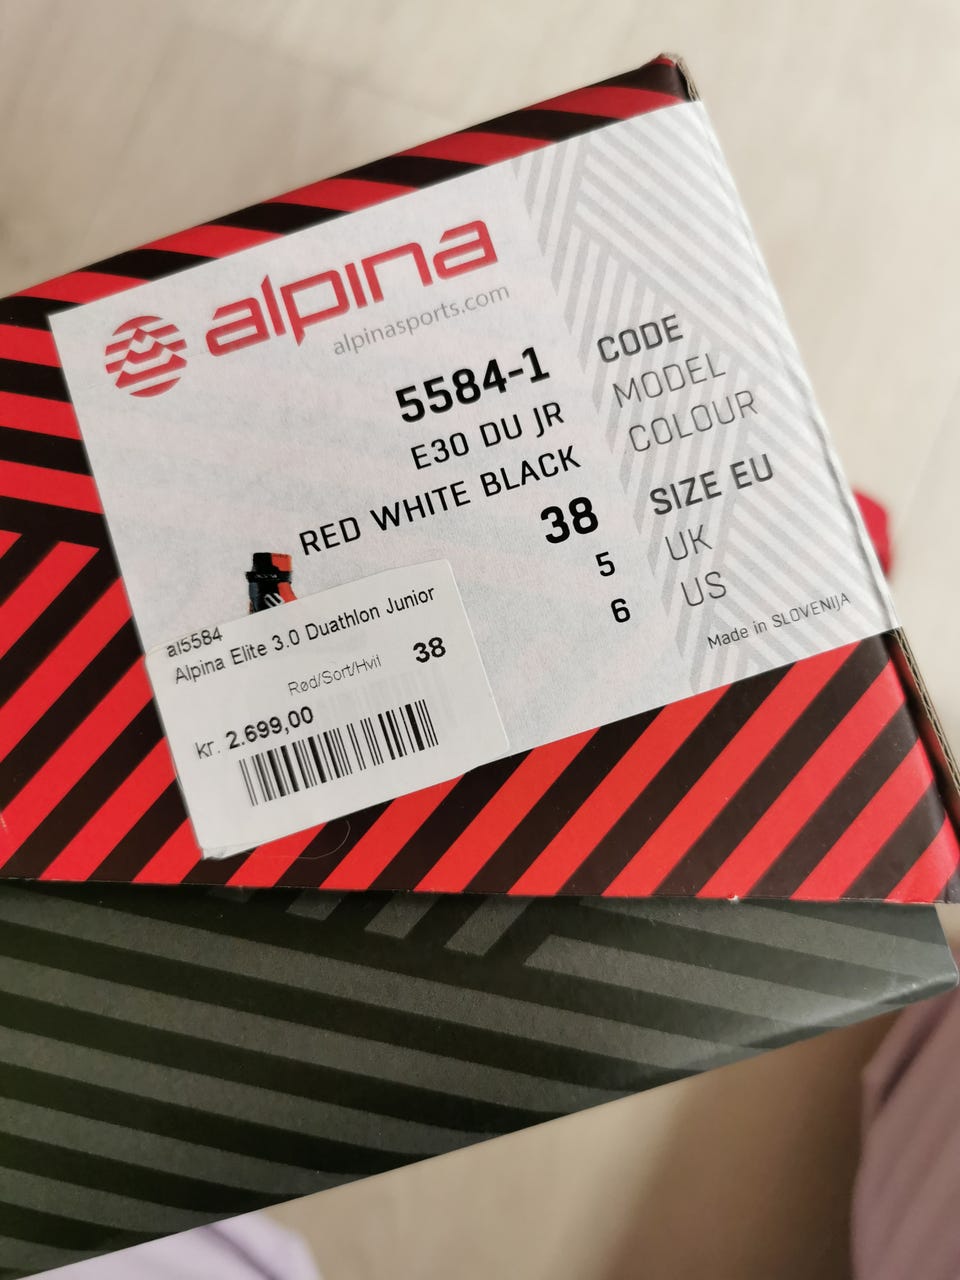 alpina
alpinasports.com
5584-1 CODE
E30 DU JR MODEL
RED WHITE BLACK COLOUR
38 SIZE EU
5 UK
6 US
Made in SLOVENIJA
al5584
Alpina Elite 3.0 Duathlon Junior
Rød/Sort/Hvit 38
kr. 2.699,00